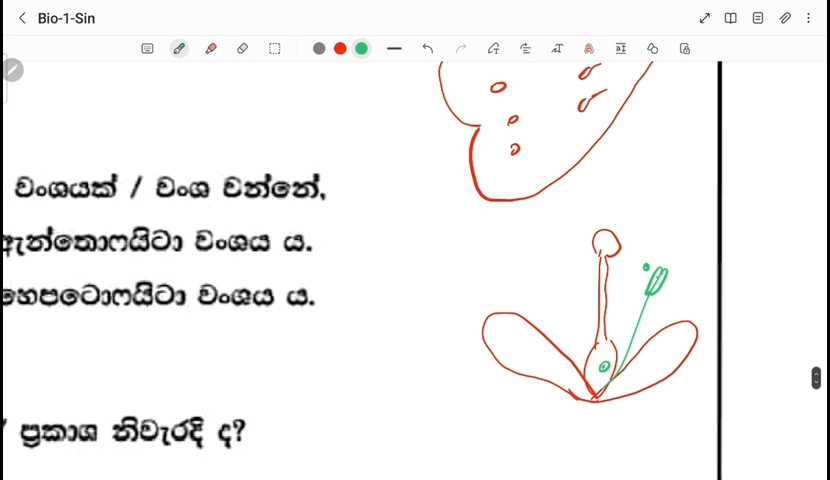 Bio-1-Sin
වංශයක් / වංශ වන්නේ,
ඇන්තොෆයිටා වංශය ය.
හෙපටොෆයිටා වංශය ය.
/ ප්‍රකාශ නිවැරදි ද?